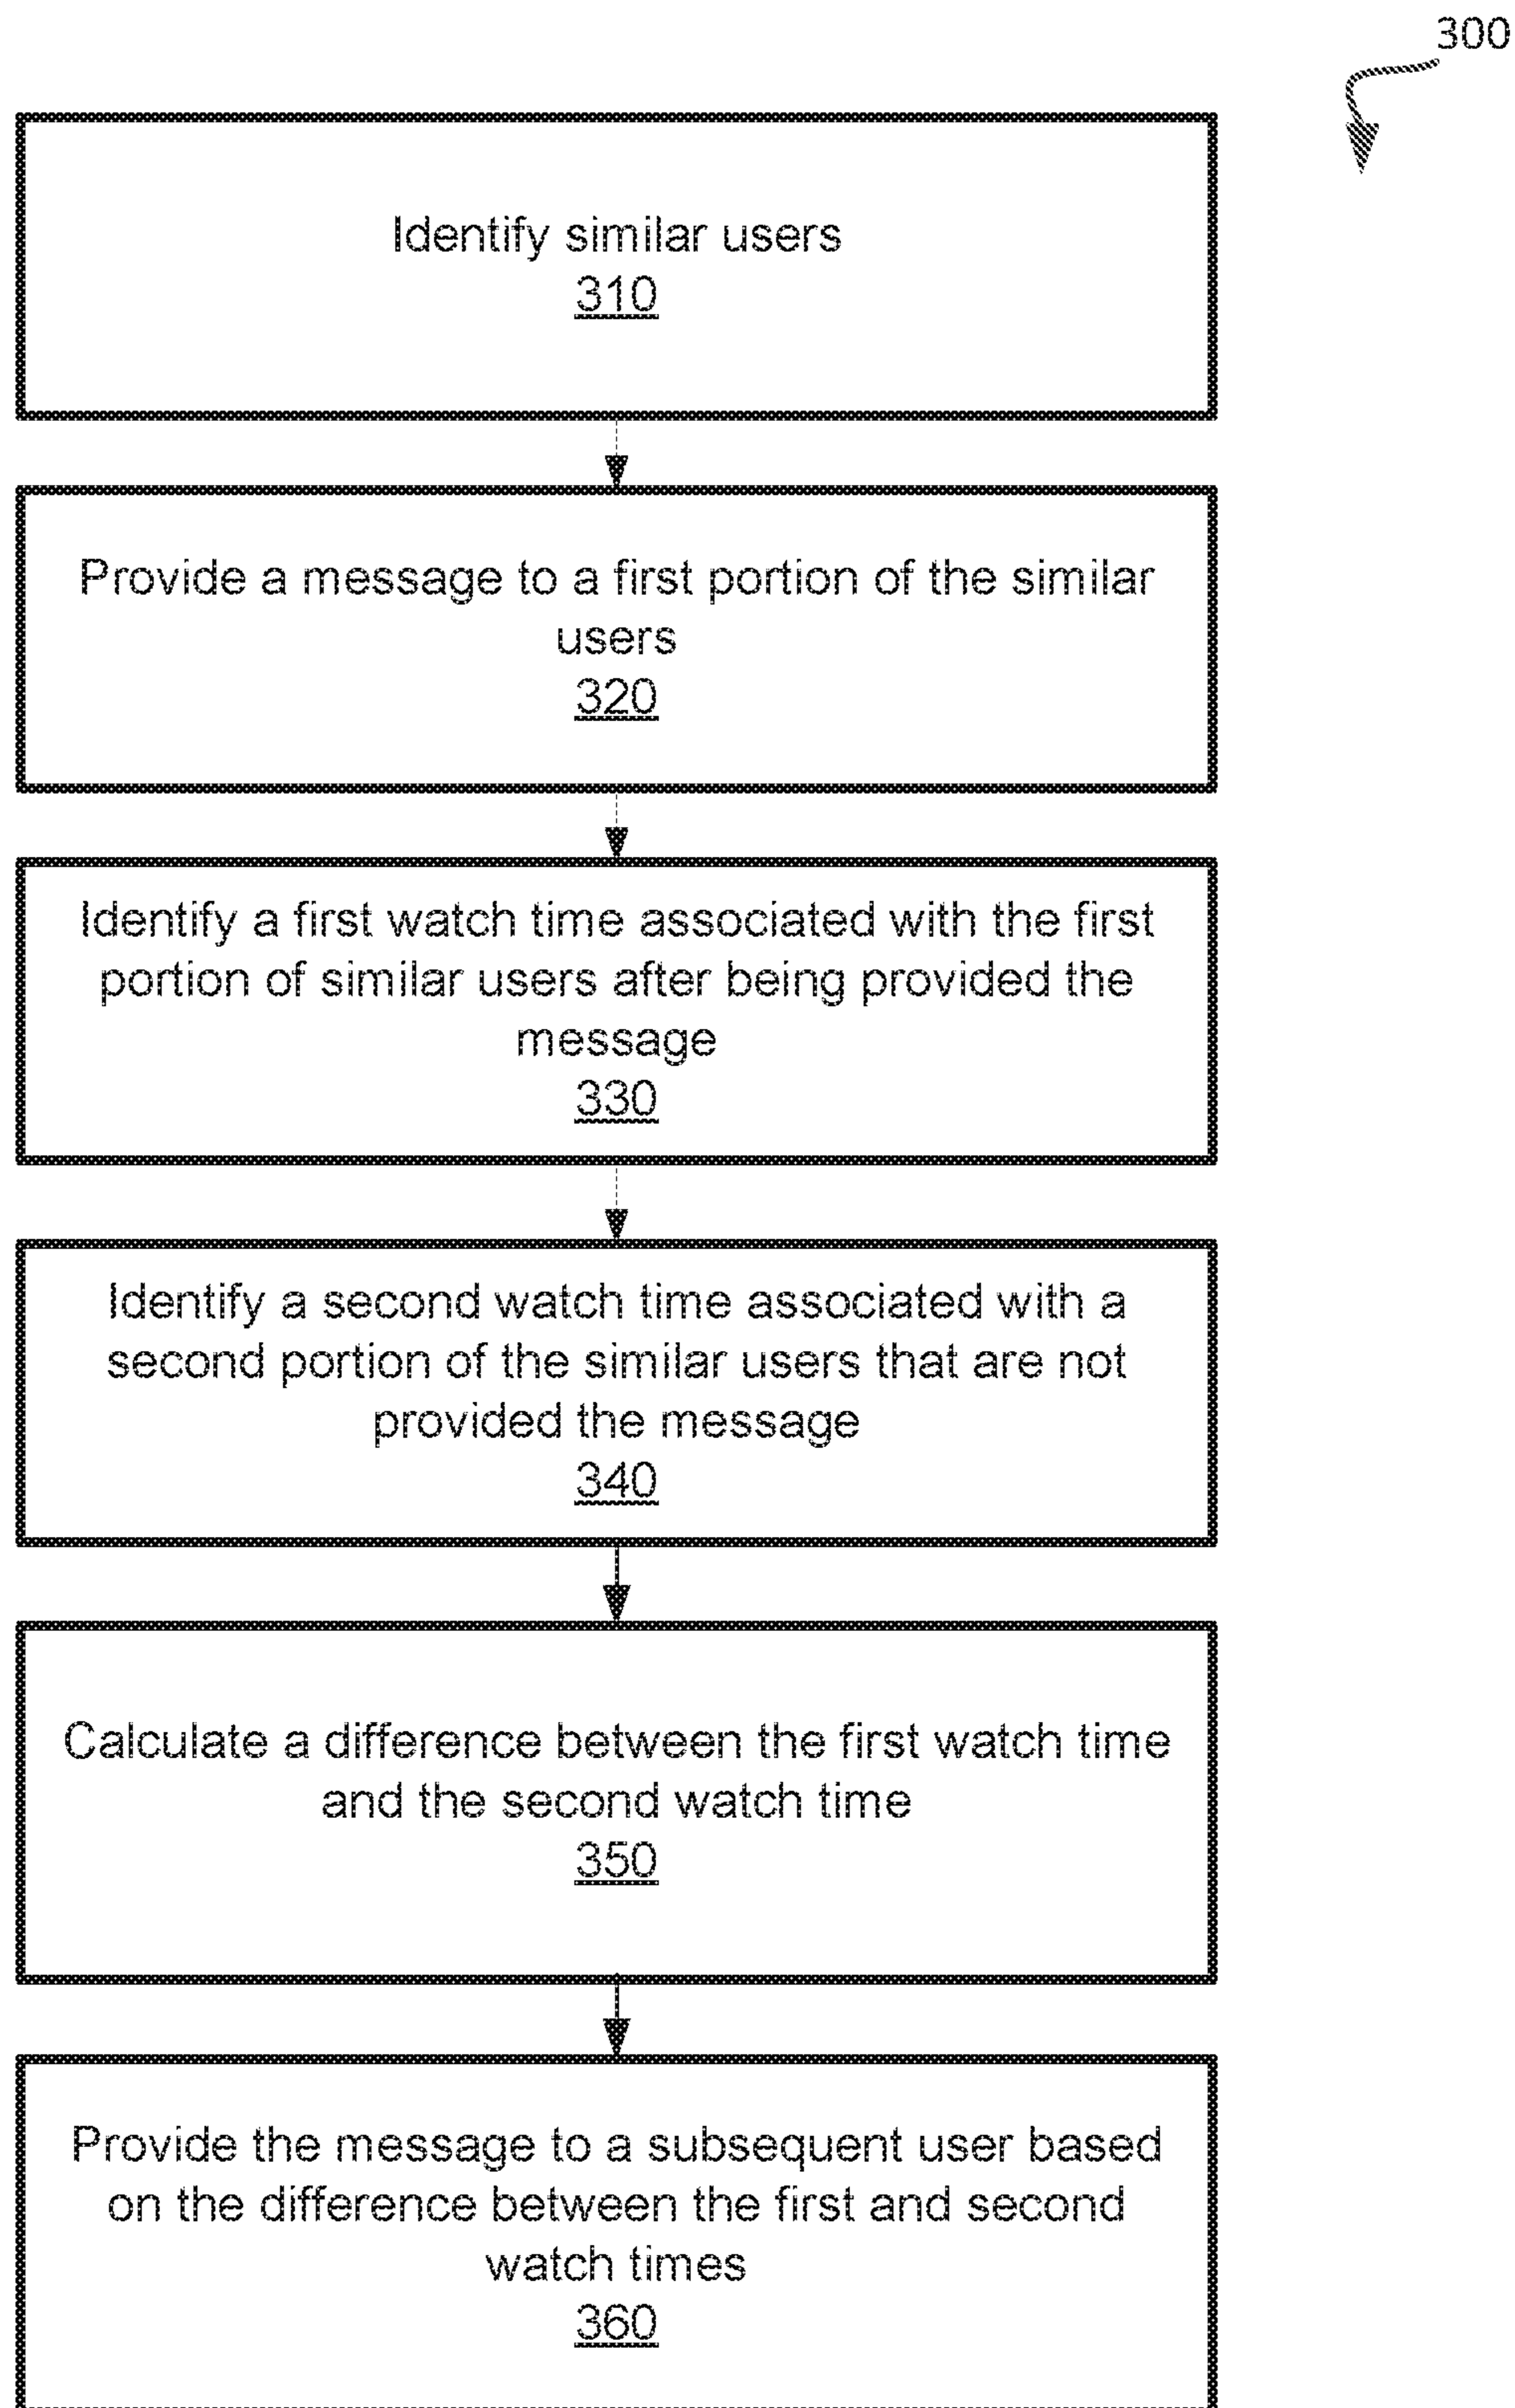 300
Identify similar users
310
Provide a message to a first portion of the similar
users
320
Identify a first watch time associated with the first
portion of similar users after being provided the
message
330
Identify a second watch time associated with a
second portion of the similar users that are not
provided the message
340
Calculate a difference between the first watch time
and the second watch time
350
Provide the message to a subsequent user based
on the difference between the first and second
watch times
360